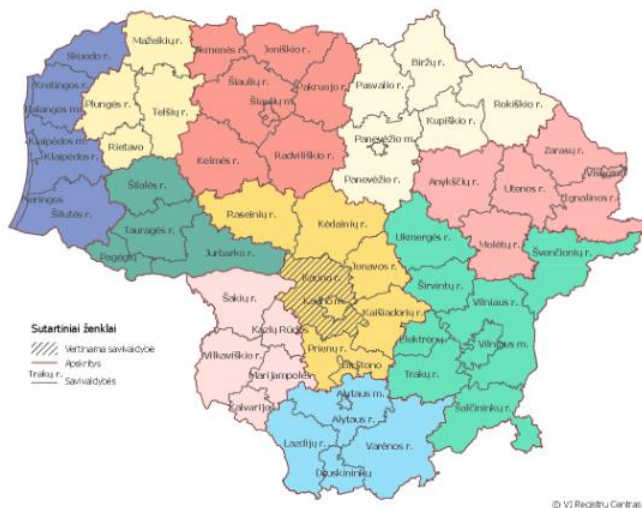 Mažeikių r.
Akmenės r.
Joniškio r.
Skuodo r.
Biržų r.
Pasvalio r.
Kretingos r.
Šiaulių r.
Pakruojo r.
Rokiškio r.
Plungės r.
Telšių r.
Šiaulių m.
Palangos m.
Kupiškio r.
Klaipėdos m.
Rietavo
Panevėžio m.
Klaipėdos r.
Kelmės r.
Radviliškio r.
Zarasų r.
Panevėžio r.
Anykščių r.
Utenos r.
Visagino
Šilalės r.
Ignalinos r.
Neringos
Šilutės r.
Raseinių r.
Kėdainių r.
Tauragės r.
Ukmergės r.
Molėtų r.
Švenčionių r.
Pagėgių
Jurbarko r.
Jonavos r.
Kauno r.
Širvintų r.
Šakių r.
Kauno m.
Vilniaus r.
Kaišiadorių r.
Sutartiniai ženklai
Kazlų Rūdos
Elektrėnų
Vertinama savivaldybė
Prienų r.
Vilniaus m.
Vilkaviškio r.
Apskritys
Birštono
Trakų r.
Savivaldybės
Marijampolės
Trakų r.
Alytaus m.
Kalvarijos
Alytaus r.
Šalčininkų r.
Lazdijų r.
Varėnos r.
Druskininkų
© VĮ Registrų Centras